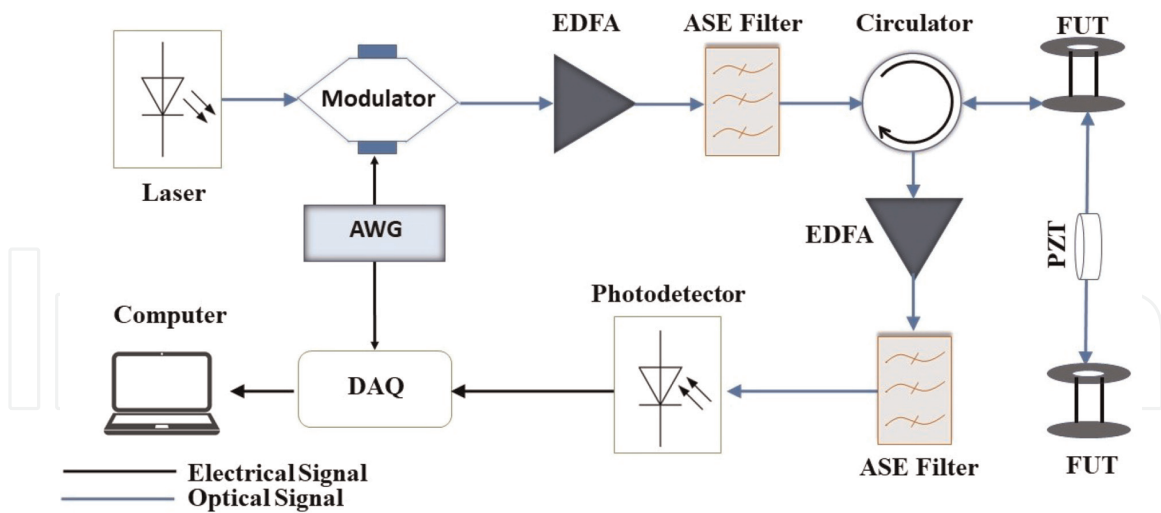 EDFA
ASE Filter
Circulator
FUT
Modulator
Laser
AWG
EDFA
PZT
Photodetector
Computer
DAQ
ASE Filter
FUT
Electrical Signal
Optical Signal